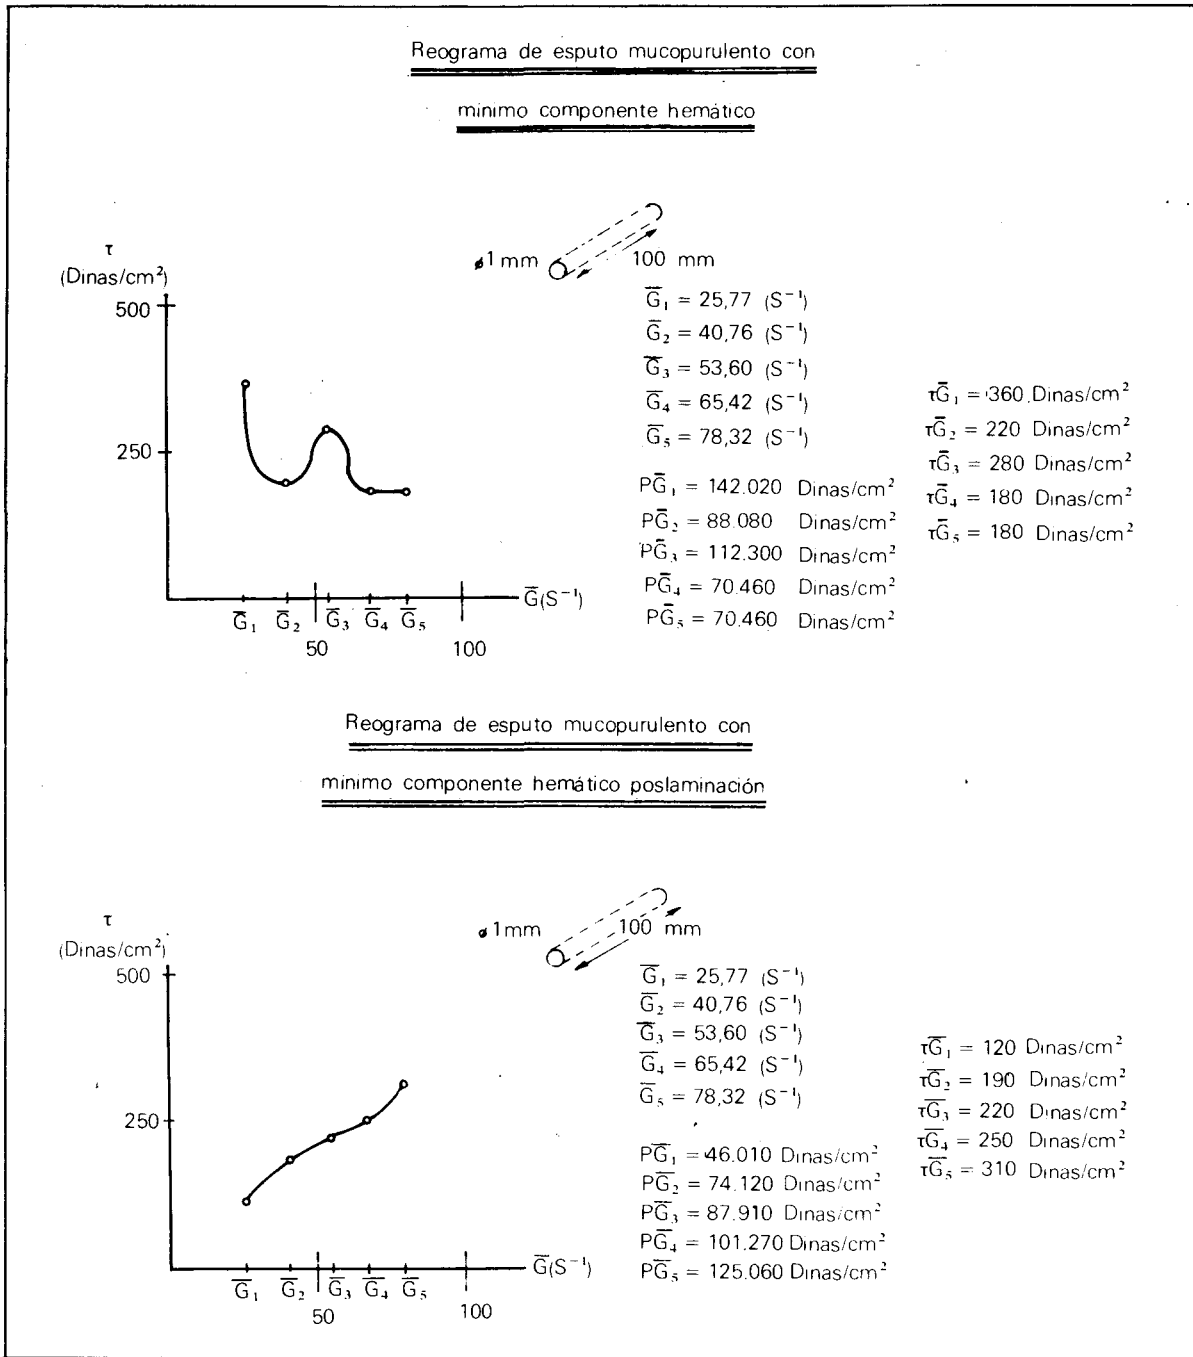 Reograma de esputo mucopurulento con
minimo componente hemático
τ
(Dinas/cm²)
500
250
G̅₁ G̅₂ G̅₃ G̅₄ G̅₅
50
100
G̅(S⁻¹)
ø1mm
100 mm
G̅₁ = 25,77 (S⁻¹)
G̅₂ = 40,76 (S⁻¹)
G̅₃ = 53,60 (S⁻¹)
G̅₄ = 65,42 (S⁻¹)
G̅₅ = 78,32 (S⁻¹)
PG̅₁ = 142.020 Dinas/cm²
PG̅₂ = 88.080 Dinas/cm²
PG̅₃ = 112.300 Dinas/cm²
PG̅₄ = 70.460 Dinas/cm²
PG̅₅ = 70.460 Dinas/cm²
τG̅₁ = 360 Dinas/cm²
τG̅₂ = 220 Dinas/cm²
τG̅₃ = 280 Dinas/cm²
τG̅₄ = 180 Dinas/cm²
τG̅₅ = 180 Dinas/cm²
Reograma de esputo mucopurulento con
minimo componente hemático poslaminación
τ
(Dinas/cm²)
500
250
G̅₁ G̅₂ G̅₃ G̅₄ G̅₅
50
100
G̅(S⁻¹)
ø1mm
100 mm
G̅₁ = 25,77 (S⁻¹)
G̅₂ = 40,76 (S⁻¹)
G̅₃ = 53,60 (S⁻¹)
G̅₄ = 65,42 (S⁻¹)
G̅₅ = 78,32 (S⁻¹)
PG̅₁ = 46.010 Dinas/cm²
PG̅₂ = 74.120 Dinas/cm²
PG̅₃ = 87.910 Dinas/cm²
PG̅₄ = 101.270 Dinas/cm²
PG̅₅ = 125.060 Dinas/cm²
τG̅₁ = 120 Dinas/cm²
τG̅₂ = 190 Dinas/cm²
τG̅₃ = 220 Dinas/cm²
τG̅₄ = 250 Dinas/cm²
τG̅₅ = 310 Dinas/cm²